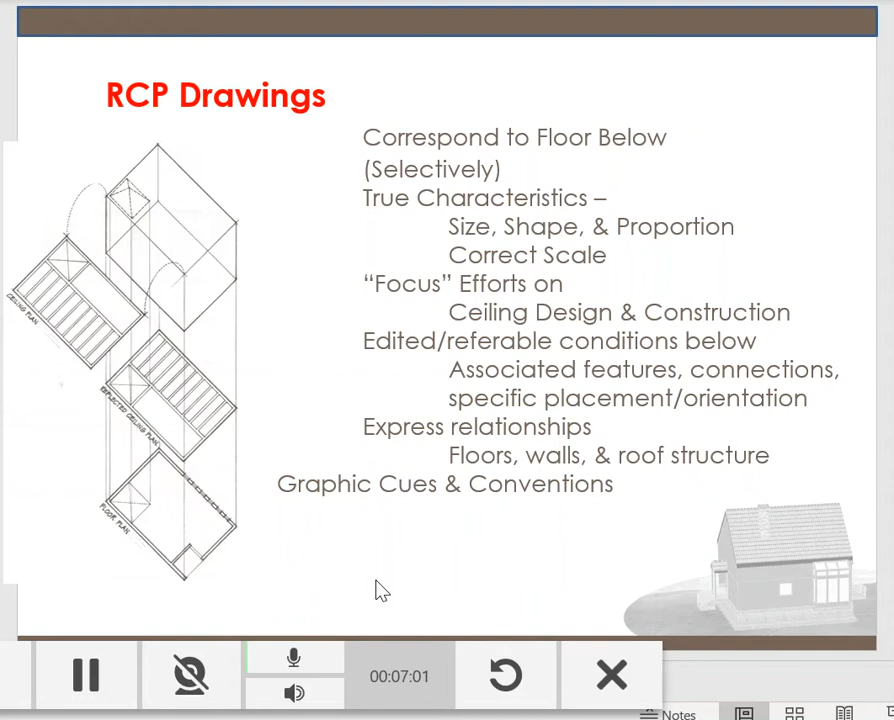 RCP Drawings
Correspond to Floor Below
(Selectively)
True Characteristics –
Size, Shape, & Proportion
Correct Scale
“Focus” Efforts on
Ceiling Design & Construction
Edited/referable conditions below
Associated features, connections,
specific placement/orientation
Express relationships
Floors, walls, & roof structure
Graphic Cues & Conventions
CEILING PLAN
REFLECTED CEILING PLAN
FLOOR PLAN
00:07:01
Notes